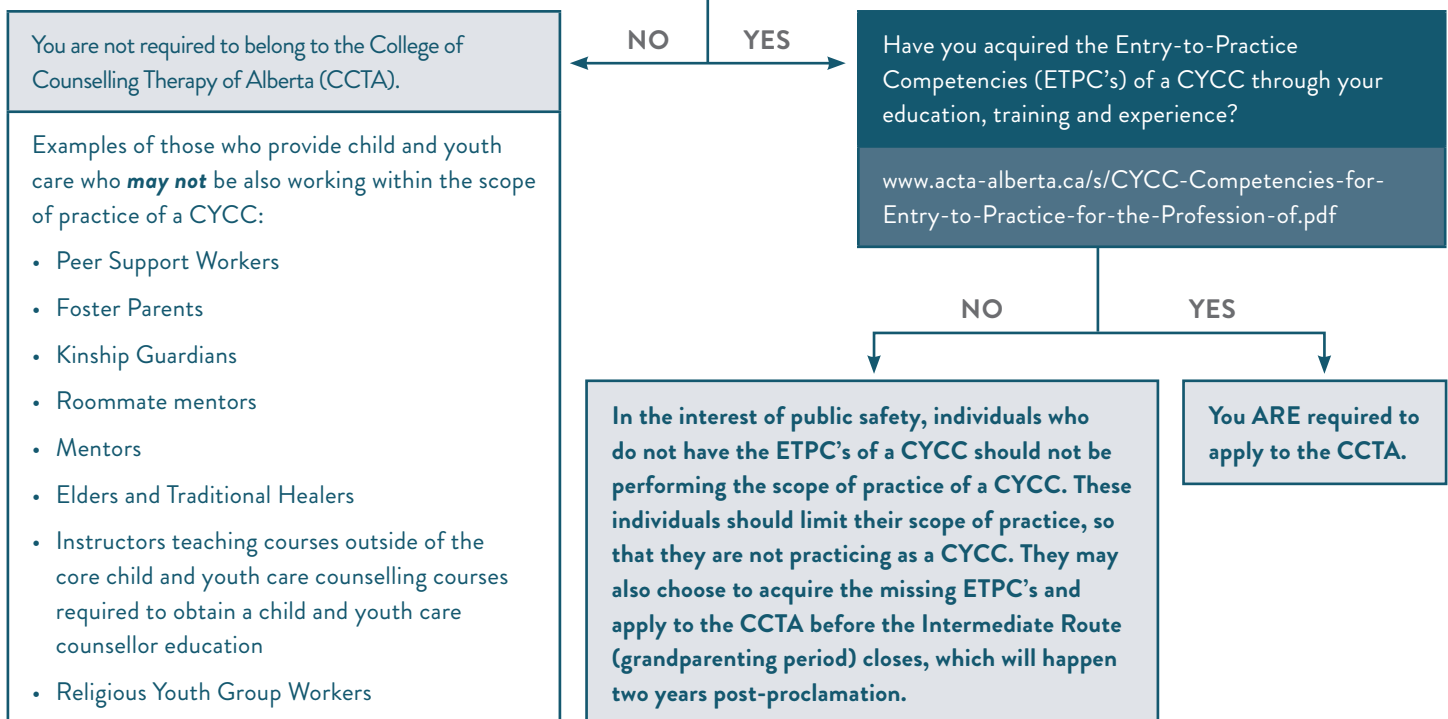 NO
YES
You are not required to belong to the College of
Counselling Therapy of Alberta (CCTA).
Examples of those who provide child and youth
care who may not be also working within the scope
of practice of a CYCC:
• Peer Support Workers
• Foster Parents
• Kinship Guardians
• Roommate mentors
• Mentors
• Elders and Traditional Healers
• Instructors teaching courses outside of the
core child and youth care counselling courses
required to obtain a child and youth care
counsellor education
• Religious Youth Group Workers
Have you acquired the Entry-to-Practice
Competencies (ETPC's) of a CYCC through your
education, training and experience?
www.acta-alberta.ca/s/CYCC-Competencies-for-
Entry-to-Practice-for-the-Profession-of.pdf
NO
YES
In the interest of public safety, individuals who
do not have the ETPC's of a CYCC should not be
performing the scope of practice of a CYCC. These
individuals should limit their scope of practice, so
that they are not practicing as a CYCC. They may
also choose to acquire the missing ETPC's and
apply to the CCTA before the Intermediate Route
(grandparenting period) closes, which will happen
two years post-proclamation.
You ARE required to
apply to the CCTA.